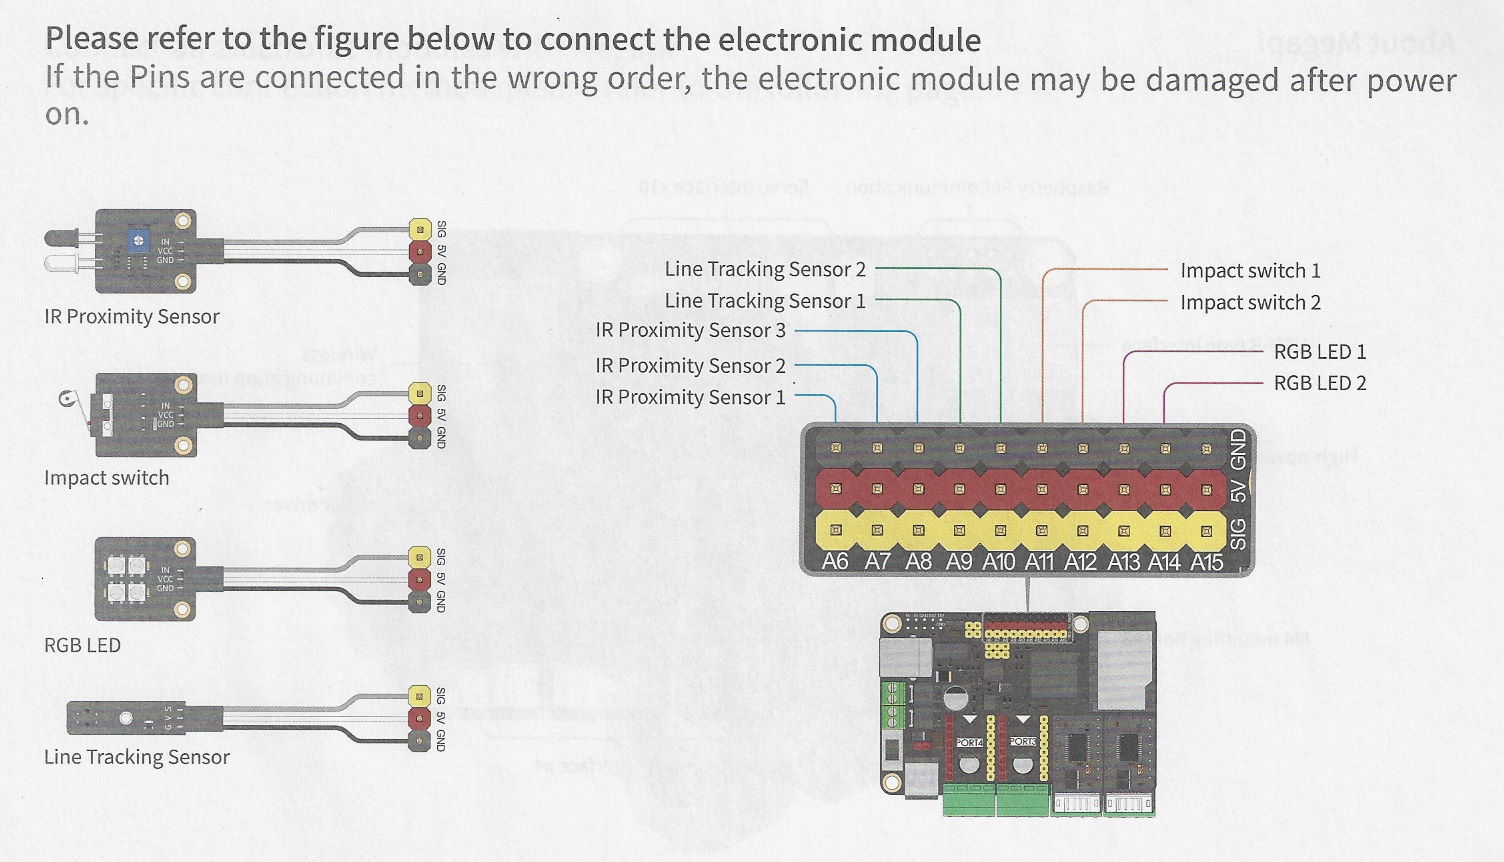 Please refer to the figure below to connect the electronic module
If the Pins are connected in the wrong order, the electronic module may be damaged after power
on.
IN
VCC
GND
SIG
5V
GND
IR Proximity Sensor
IN
VCC
GND
SIG
5V
GND
Impact switch
IN
VCC
GND
SIG
5V
GND
RGB LED
G V S
SIG
5V
GND
Line Tracking Sensor
Line Tracking Sensor 2
Line Tracking Sensor 1
IR Proximity Sensor 3
IR Proximity Sensor 2
IR Proximity Sensor 1
Impact switch 1
Impact switch 2
RGB LED 1
RGB LED 2
GND
5V
SIG
A6 A7 A8 A9 A10 A11 A12 A13 A14 A15
PORT4 PORT3